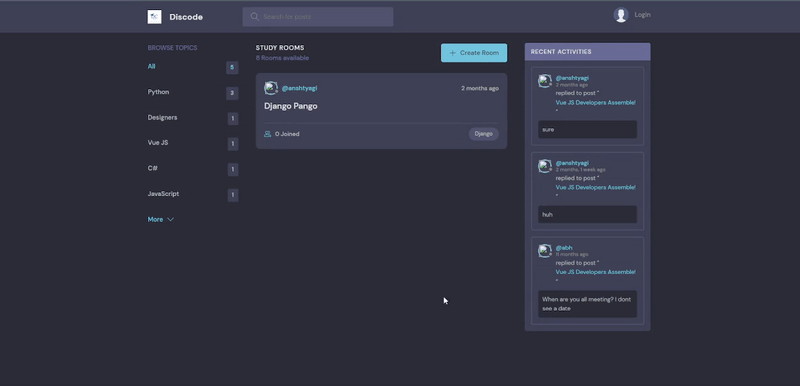 Discode
Search for posts
Login
BROWSE TOPICS
All 5
Python 3
Designers 1
Vue JS 1
C# 1
JavaScript 1
More
STUDY ROOMS
8 Rooms available
Create Room
@anshtyagi
2 months ago
Django Pango
0 Joined
Django
RECENT ACTIVITIES
@anshtyagi
2 months ago
replied to post "
Vue JS Developers Assemble!
"
sure
@anshtyagi
2 months, 1 week ago
replied to post "
Vue JS Developers Assemble!
"
huh
@abh
11 months ago
replied to post "
Vue JS Developers Assemble!
"
When are you all meeting? I dont
see a date